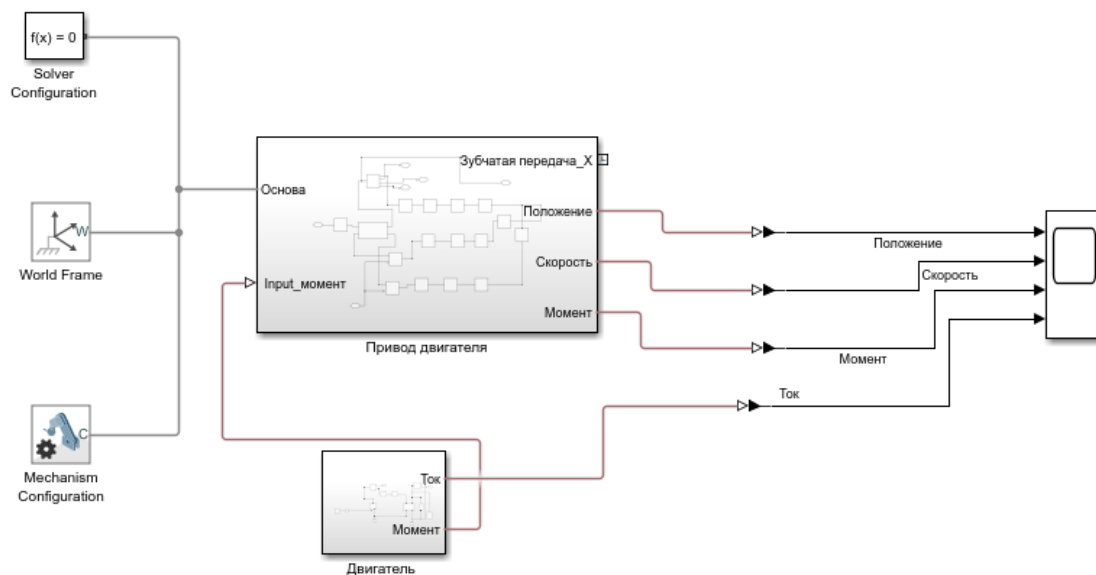 f(x) = 0
Solver
Configuration
Зубчатая передача_X
Основа
Положение
W
World Frame
Положение
Скорость
Скорость
Input_момент
Момент
Привод двигателя
Момент
Ток
C
Mechanism
Configuration
Ток
Момент
Двигатель